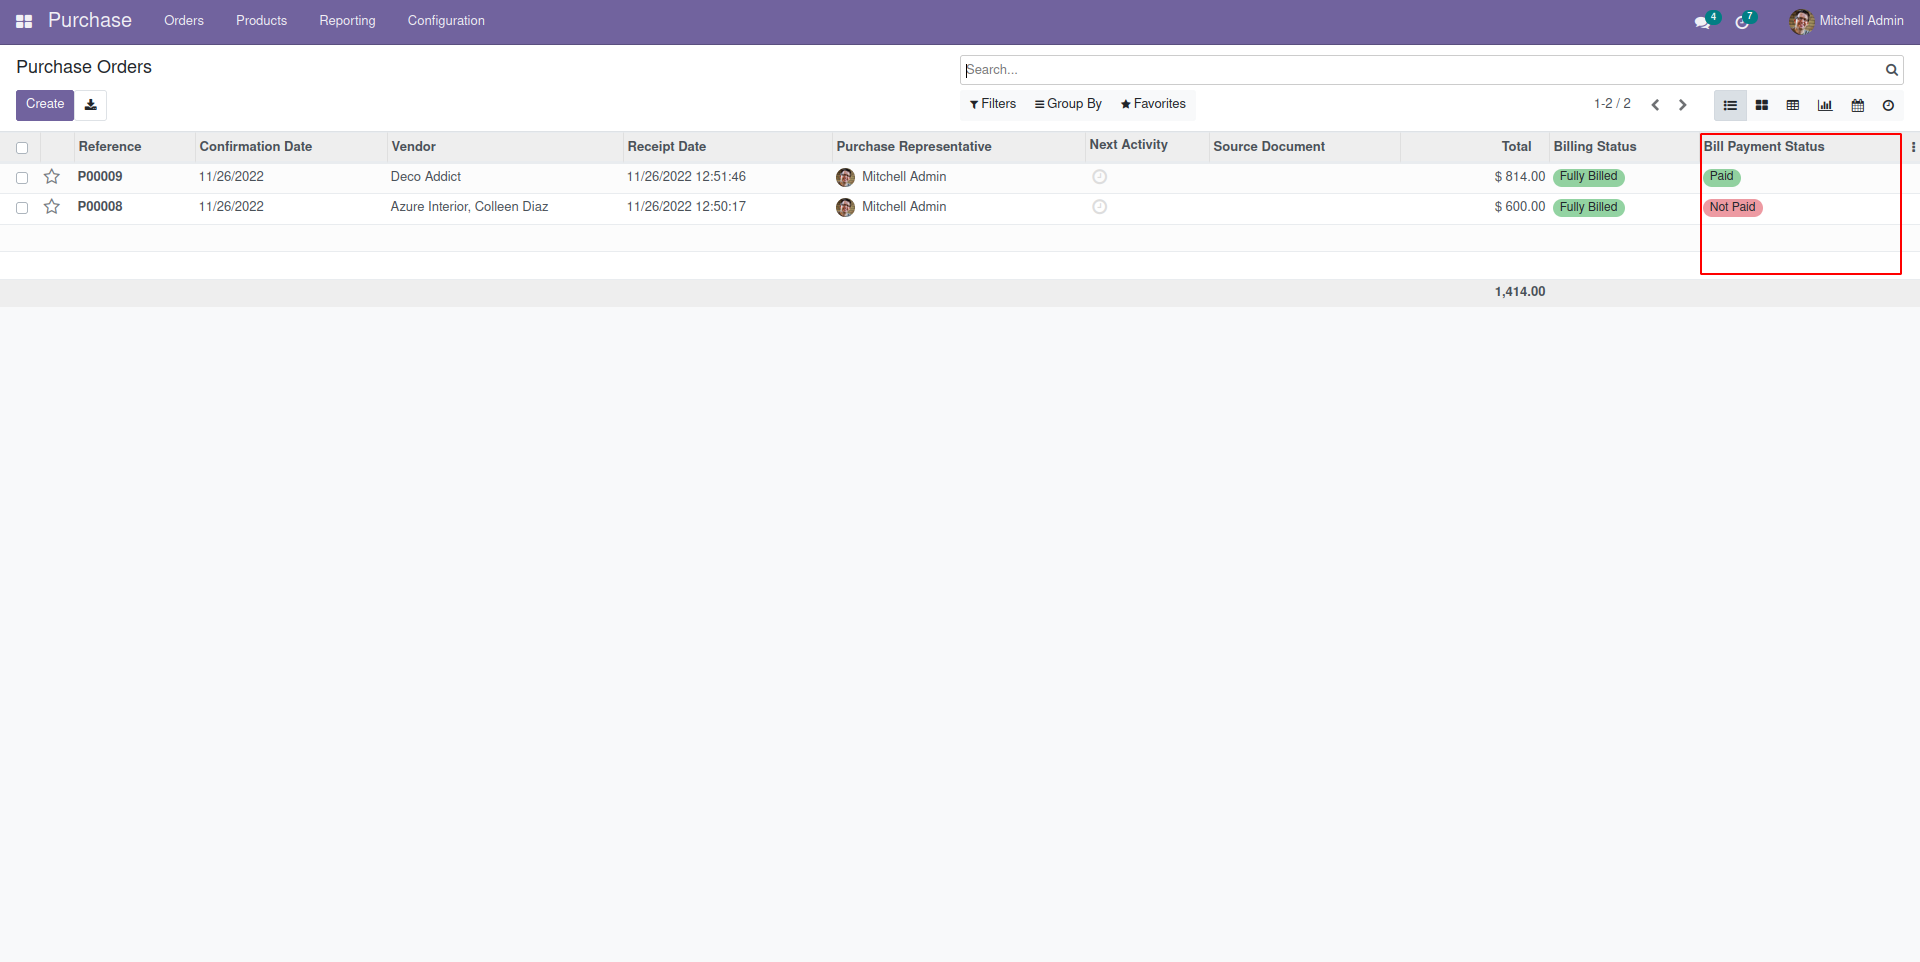 Purchase Orders Products Reporting Configuration 4 7 Mitchell Admin
Purchase Orders
Search...
Create Filters Group By Favorites 1-2 / 2
Reference Confirmation Date Vendor Receipt Date Purchase Representative Next Activity Source Document Total Billing Status Bill Payment Status
P00009 11/26/2022 Deco Addict 11/26/2022 12:51:46 Mitchell Admin $ 814.00 Fully Billed Paid
P00008 11/26/2022 Azure Interior, Colleen Diaz 11/26/2022 12:50:17 Mitchell Admin $ 600.00 Fully Billed Not Paid
1,414.00